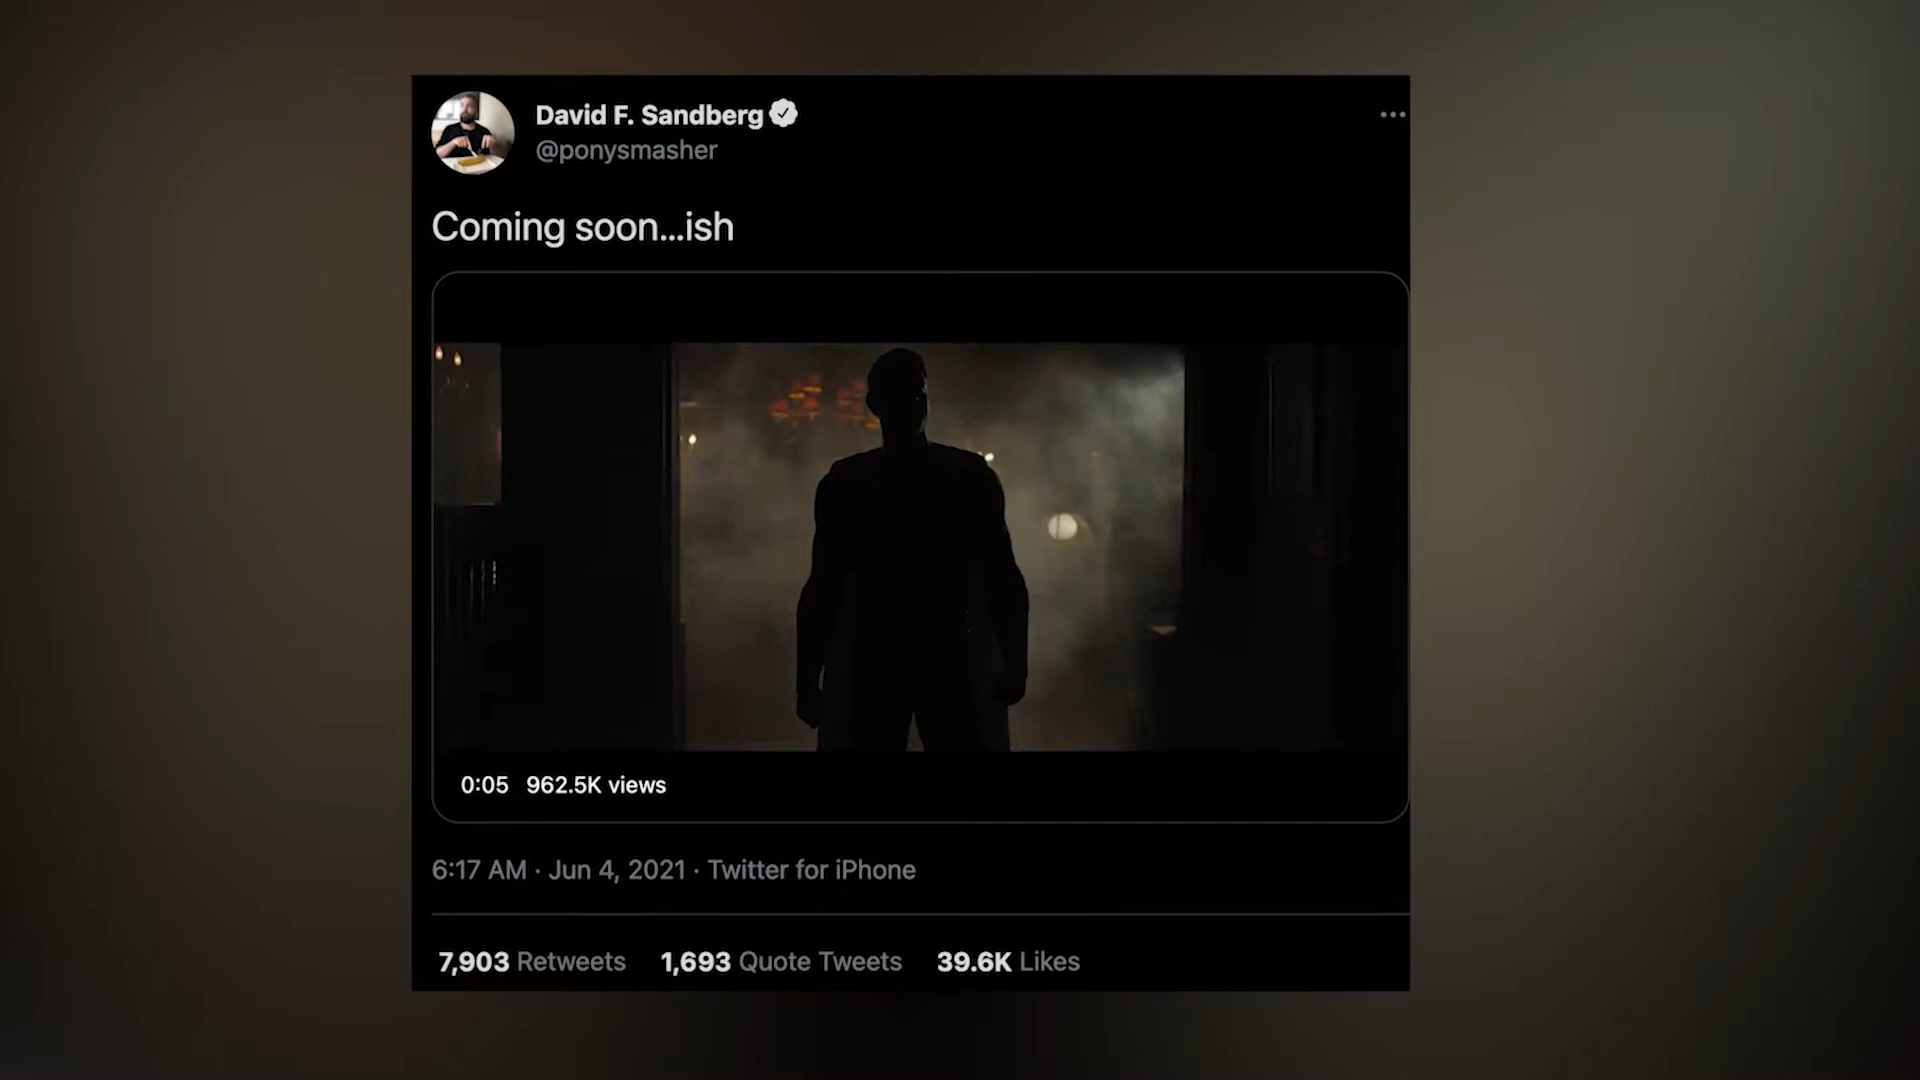 David F. Sandberg
@ponysmasher
Coming soon...ish
0:05 962.5K views
6:17 AM · Jun 4, 2021 · Twitter for iPhone
7,903 Retweets 1,693 Quote Tweets 39.6K Likes